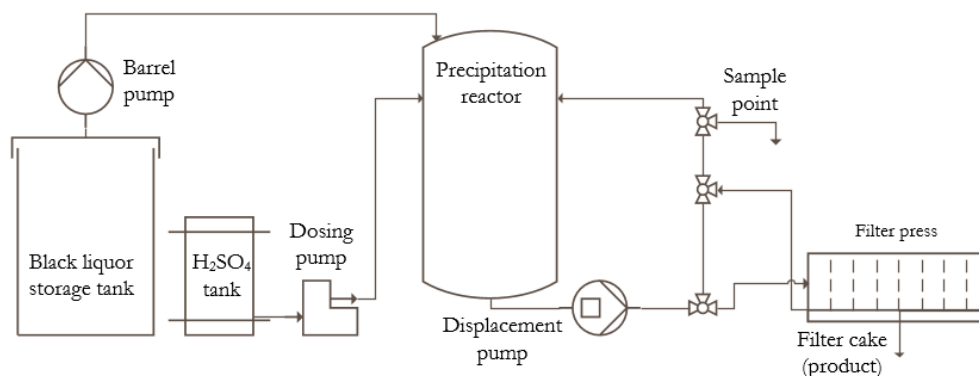 Barrel
pump
Precipitation
reactor
Sample
point
Black liquor
storage tank
H₂SO₄
tank
Dosing
pump
Displacement
pump
Filter press
Filter cake
(product)